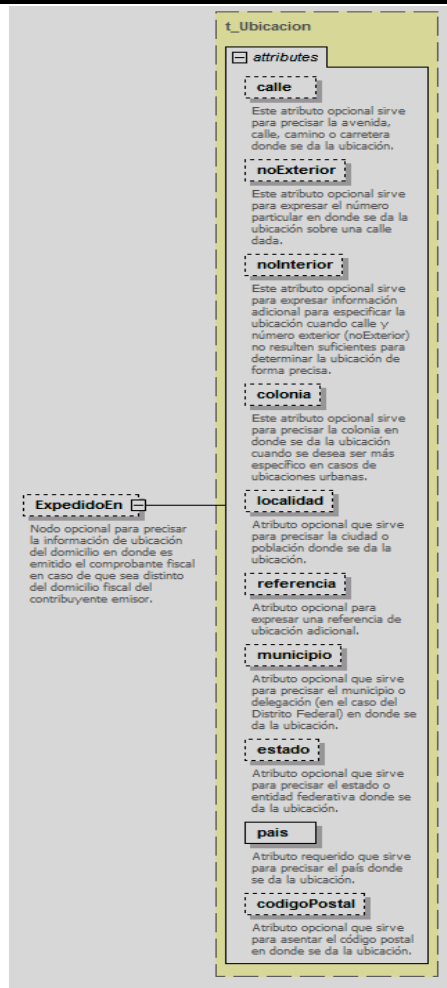 t_Ubicacion
attributes
calle
Este atributo opcional sirve
para precisar la avenida,
calle, camino o carretera
donde se da la ubicación.
noExterior
Este atributo opcional sirve
para expresar el número
particular en donde se da la
ubicación sobre una calle
dada.
noInterior
Este atributo opcional sirve
para expresar información
adicional para especificar la
ubicación cuando calle y
número exterior (noExterior)
no resulten suficientes para
determinar la ubicación de
forma precisa.
colonia
Este atributo opcional sirve
para precisar la colonia en
donde se da la ubicación
cuando se desea ser más
específico en casos de
ubicaciones urbanas.
ExpedidoEn
Nodo opcional para precisar
la información de ubicación
del domicilio en donde es
emitido el comprobante fiscal
en caso de que sea distinto
del domicilio fiscal del
contribuyente emisor.
localidad
Atributo opcional que sirve
para precisar la ciudad o
población donde se da la
ubicación.
referencia
Atributo opcional para
expresar una referencia de
ubicación adicional.
municipio
Atributo opcional que sirve
para precisar el municipio o
delegación (en el caso del
Distrito Federal) en donde se
da la ubicación.
estado
Atributo opcional que sirve
para precisar el estado o
entidad federativa donde se
da la ubicación.
pais
Atributo requerido que sirve
para precisar el país donde
se da la ubicación.
codigoPostal
Atributo opcional que sirve
para asentar el código postal
en donde se da la ubicación.